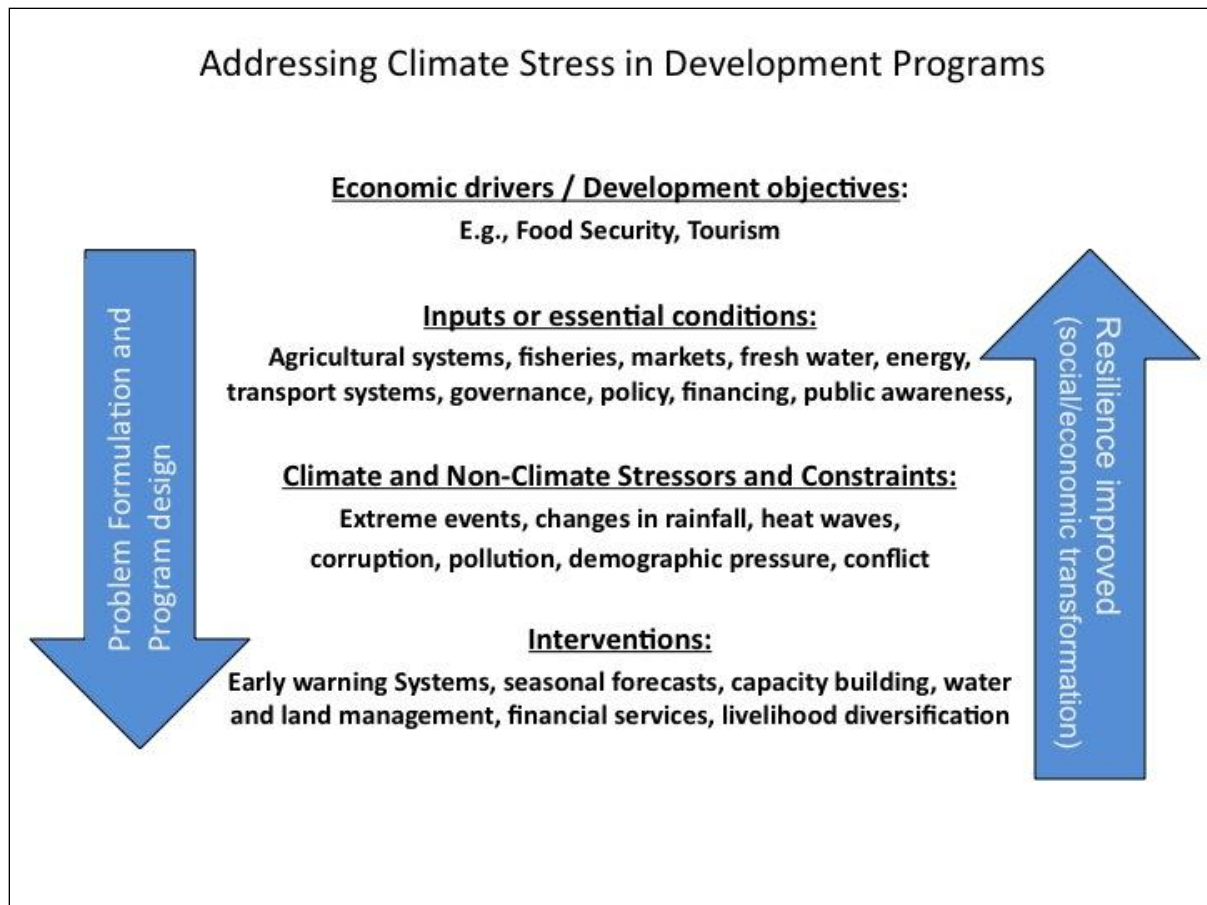 Addressing Climate Stress in Development Programs
Economic drivers / Development objectives:
E.g., Food Security, Tourism
Inputs or essential conditions:
Agricultural systems, fisheries, markets, fresh water, energy,
transport systems, governance, policy, financing, public awareness,
Climate and Non-Climate Stressors and Constraints:
Extreme events, changes in rainfall, heat waves,
corruption, pollution, demographic pressure, conflict
Interventions:
Early warning Systems, seasonal forecasts, capacity building, water
and land management, financial services, livelihood diversification
Problem Formulation and
Program design
Resilience improved
(social/economic transformation)